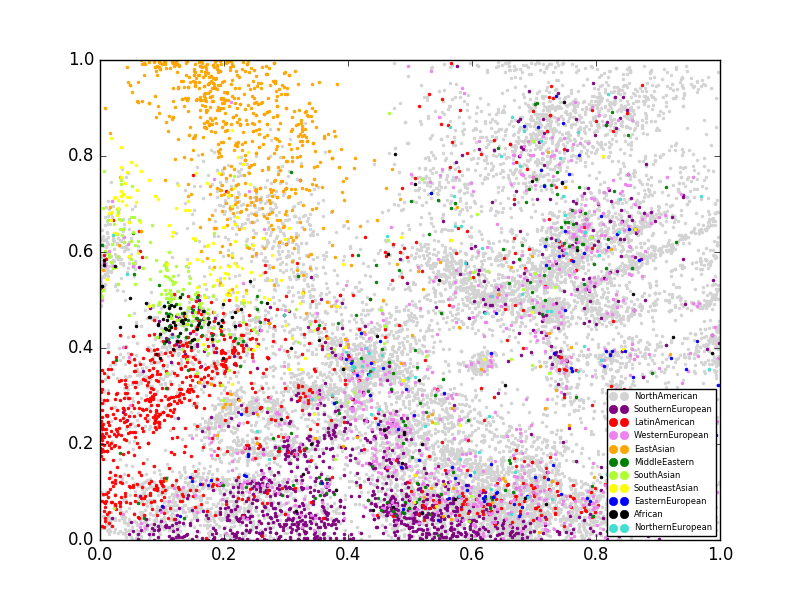 1.0
0.8
0.6
0.4
0.2
0.0
0.0 0.2 0.4 0.6 0.8 1.0
NorthAmerican
SouthernEuropean
LatinAmerican
WesternEuropean
EastAsian
MiddleEastern
SouthAsian
SoutheastAsian
EasternEuropean
African
NorthernEuropean